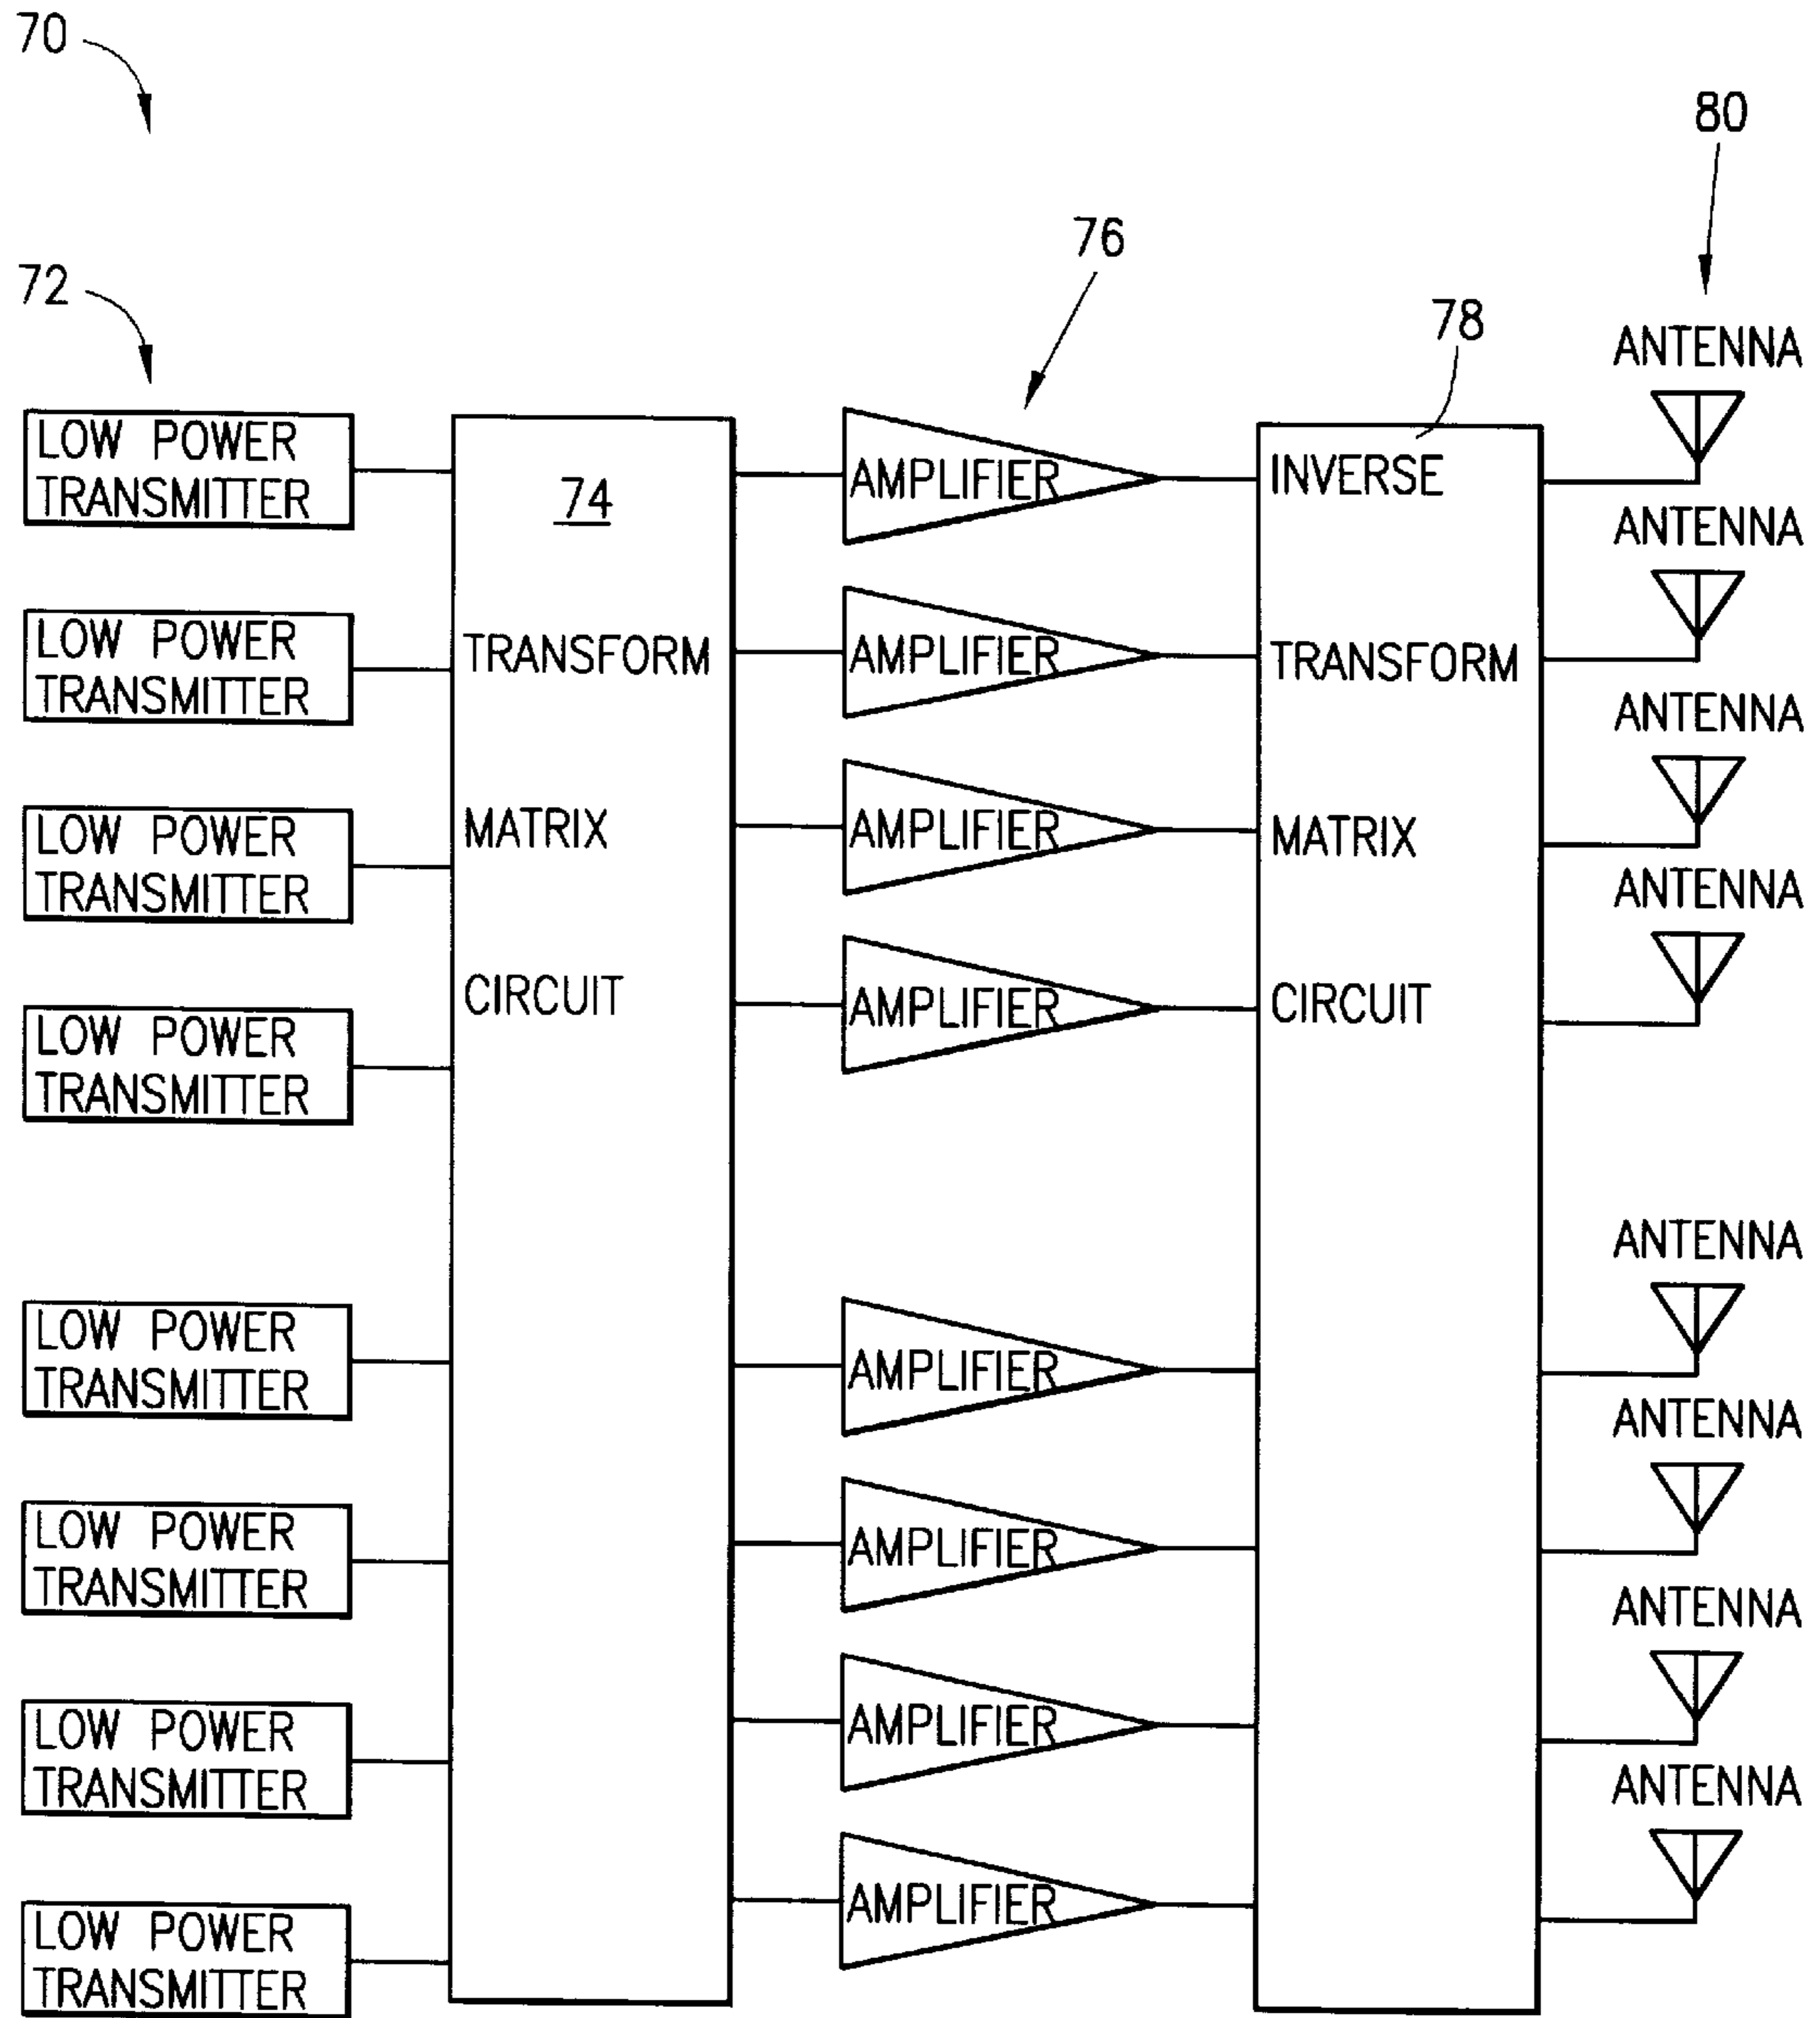 70
80
76
72
78
ANTENNA
LOW POWER
TRANSMITTER
74
AMPLIFIER
INVERSE
ANTENNA
LOW POWER
TRANSMITTER
TRANSFORM
AMPLIFIER
TRANSFORM
ANTENNA
LOW POWER
TRANSMITTER
MATRIX
AMPLIFIER
MATRIX
ANTENNA
LOW POWER
TRANSMITTER
CIRCUIT
AMPLIFIER
CIRCUIT
ANTENNA
LOW POWER
TRANSMITTER
AMPLIFIER
ANTENNA
LOW POWER
TRANSMITTER
AMPLIFIER
ANTENNA
LOW POWER
TRANSMITTER
AMPLIFIER
ANTENNA
LOW POWER
TRANSMITTER
AMPLIFIER